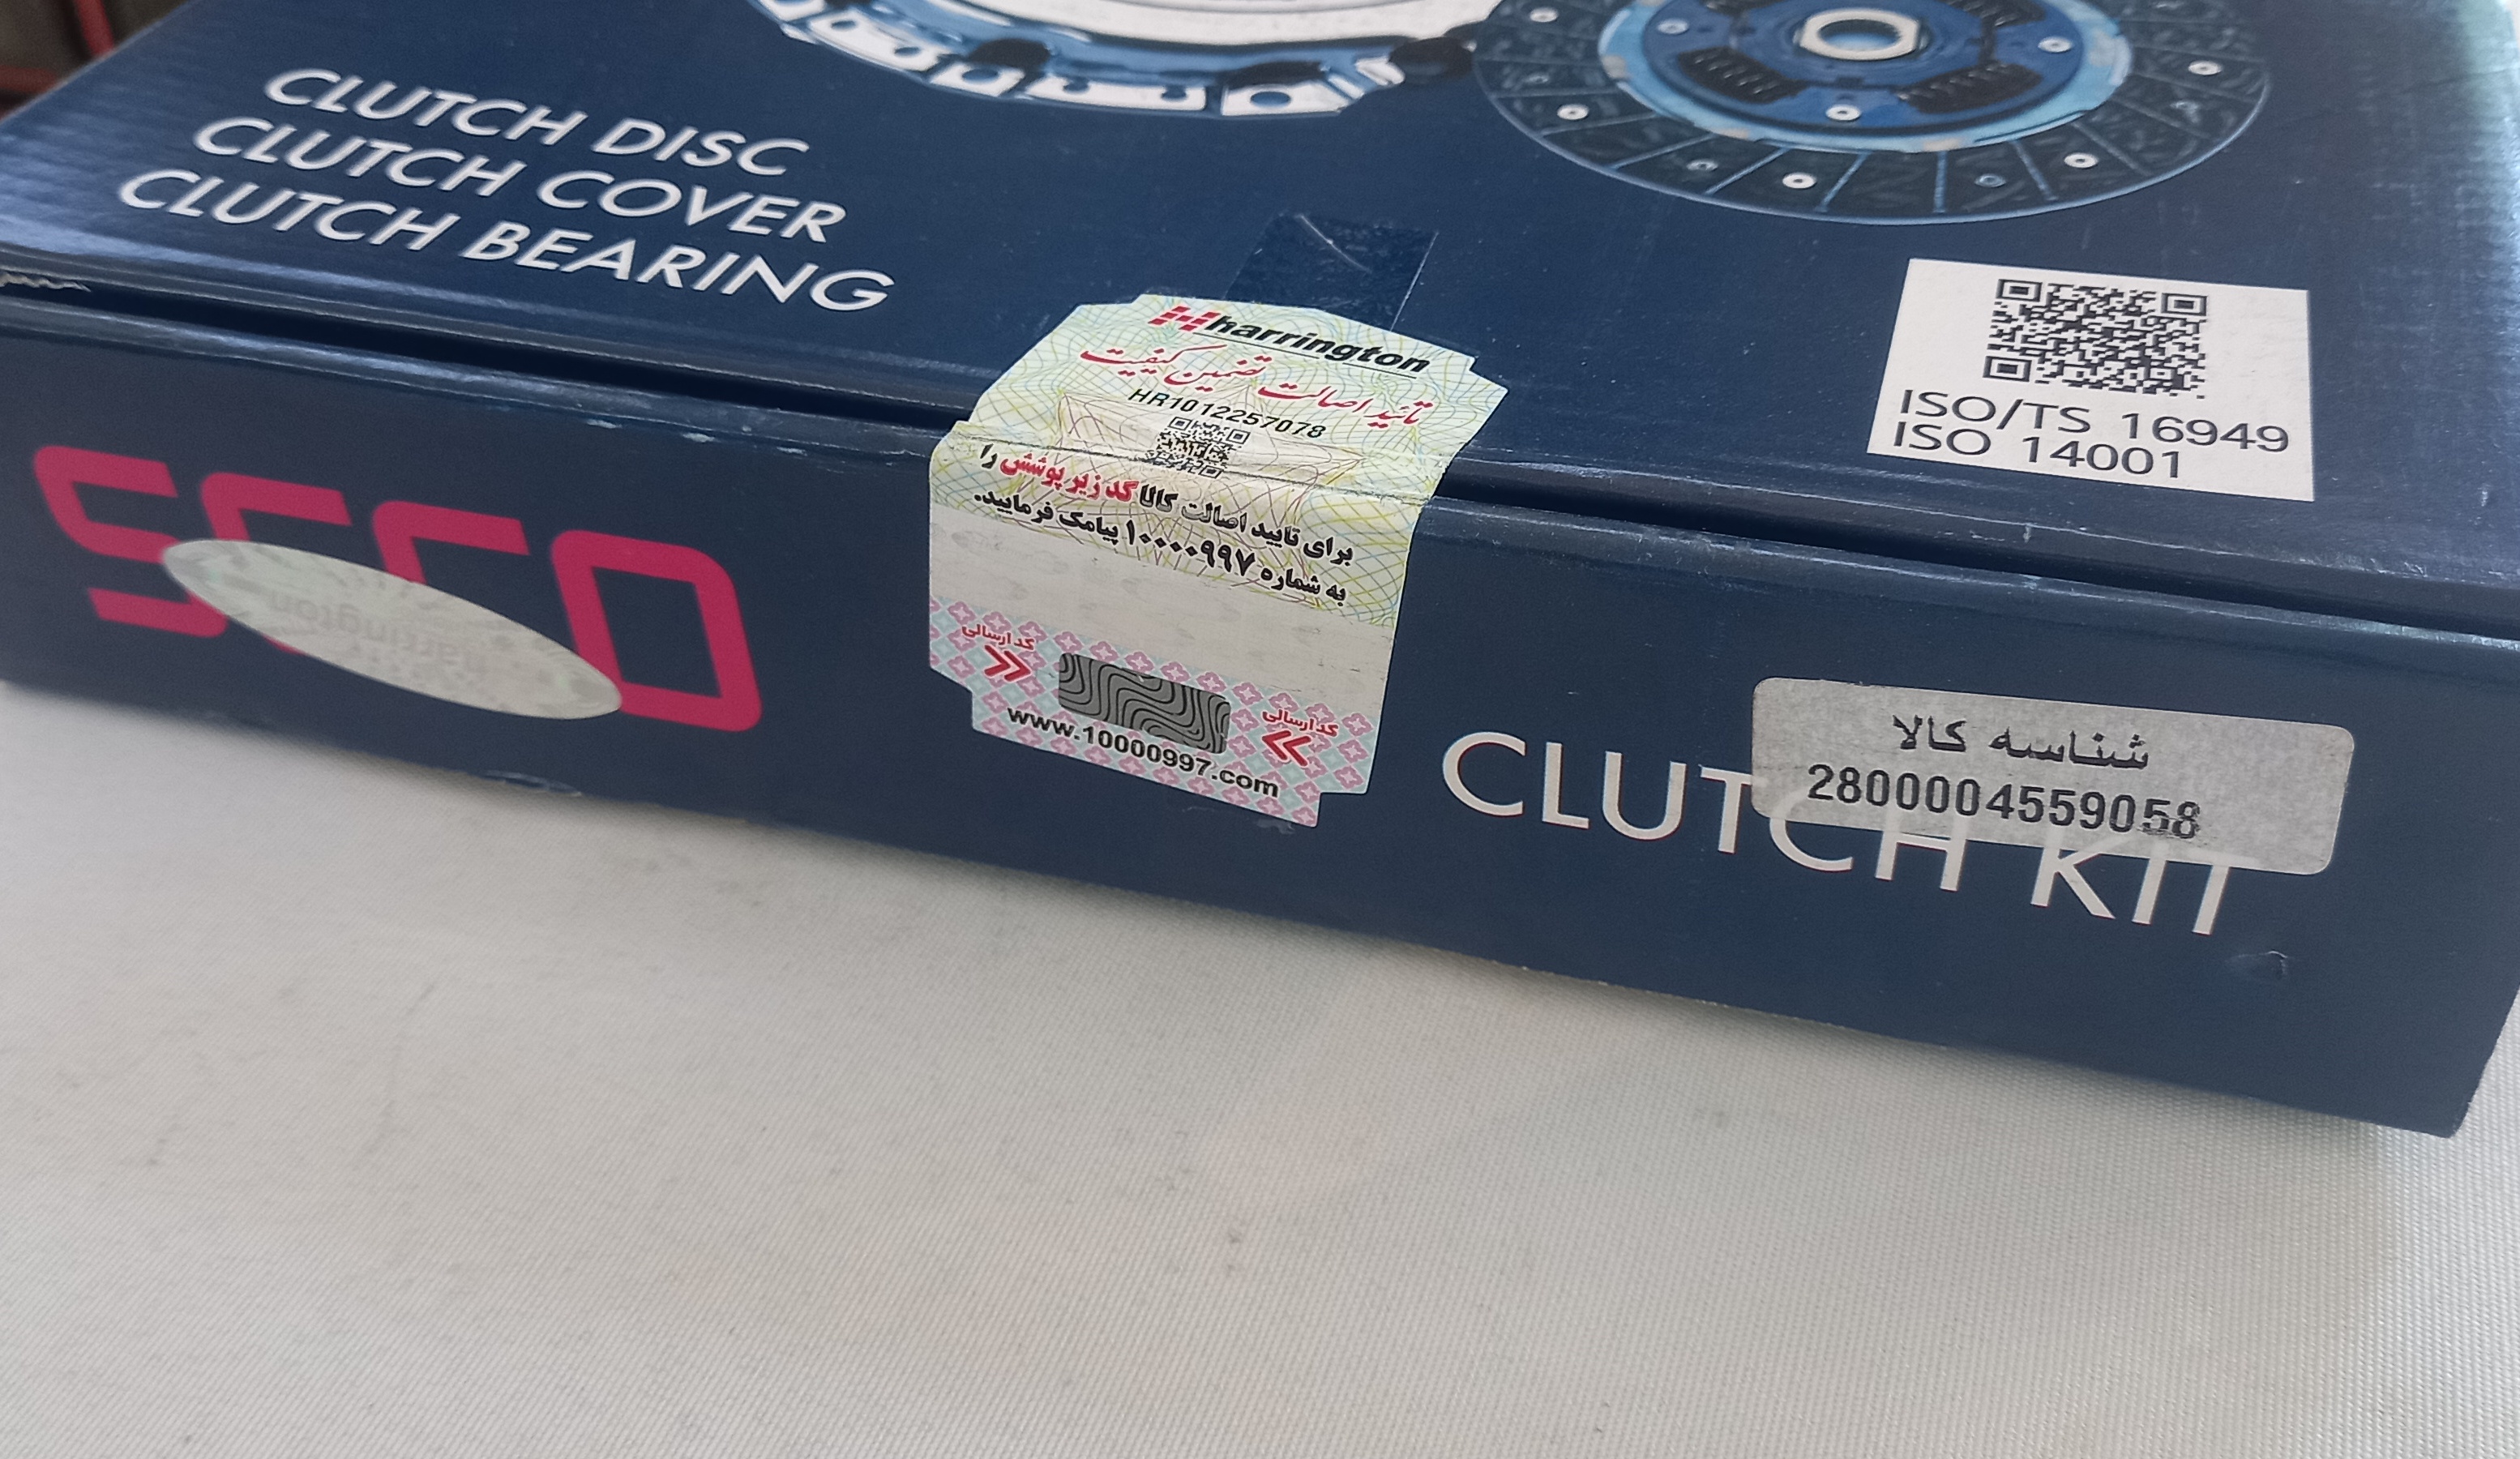 CLUTCH DISC
CLUTCH COVER
CLUTCH BEARING
harrington
تائید اصالت تضمین کیفیت
HR1012257078
برای تایید اصالت کالا کد زیر پوشش را
به شماره ۱۰۰۰۰۹۹۷ پیامک فرمایید.
کد ارسالی
کد ارسالی
www.10000997.com
ISO/TS 16949
ISO 14001
harrington
شناسه کالا
2800004559058
CLUTCH KIT